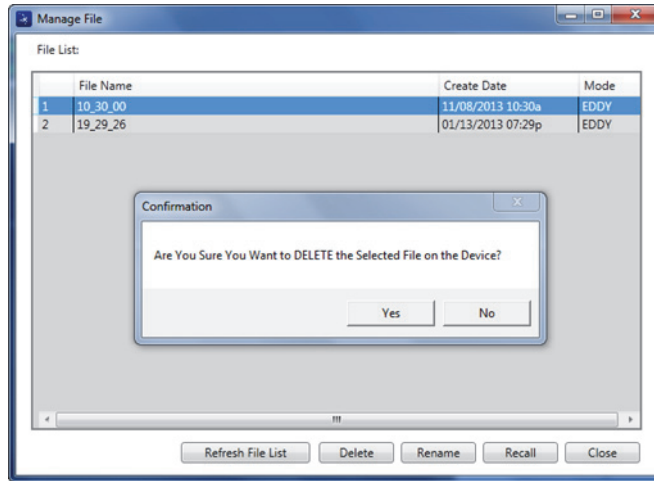 Manage File
File List:
File Name Create Date Mode
1 10_30_00 11/08/2013 10:30a EDDY
2 19_29_26 01/13/2013 07:29p EDDY
Confirmation
Are You Sure You Want to DELETE the Selected File on the Device?
Yes No
Refresh File List Delete Rename Recall Close